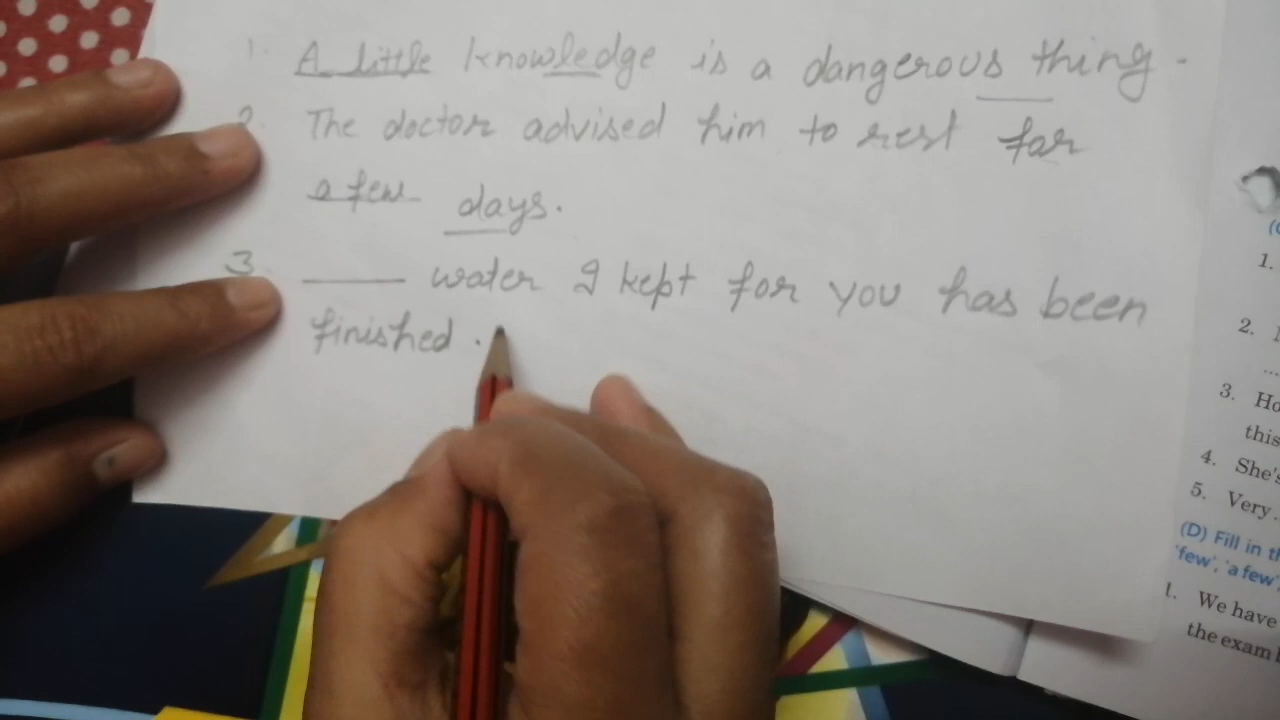 1. A little knowledge is a dangerous thing.
2. The doctor advised him to rest for
a few days.
3. ____ water I kept for you has been
finished.
1.
2.
...
3. Ho
this
4. She's
5. Very
(D) Fill in th
'few', 'a few'
1. We have
the exam